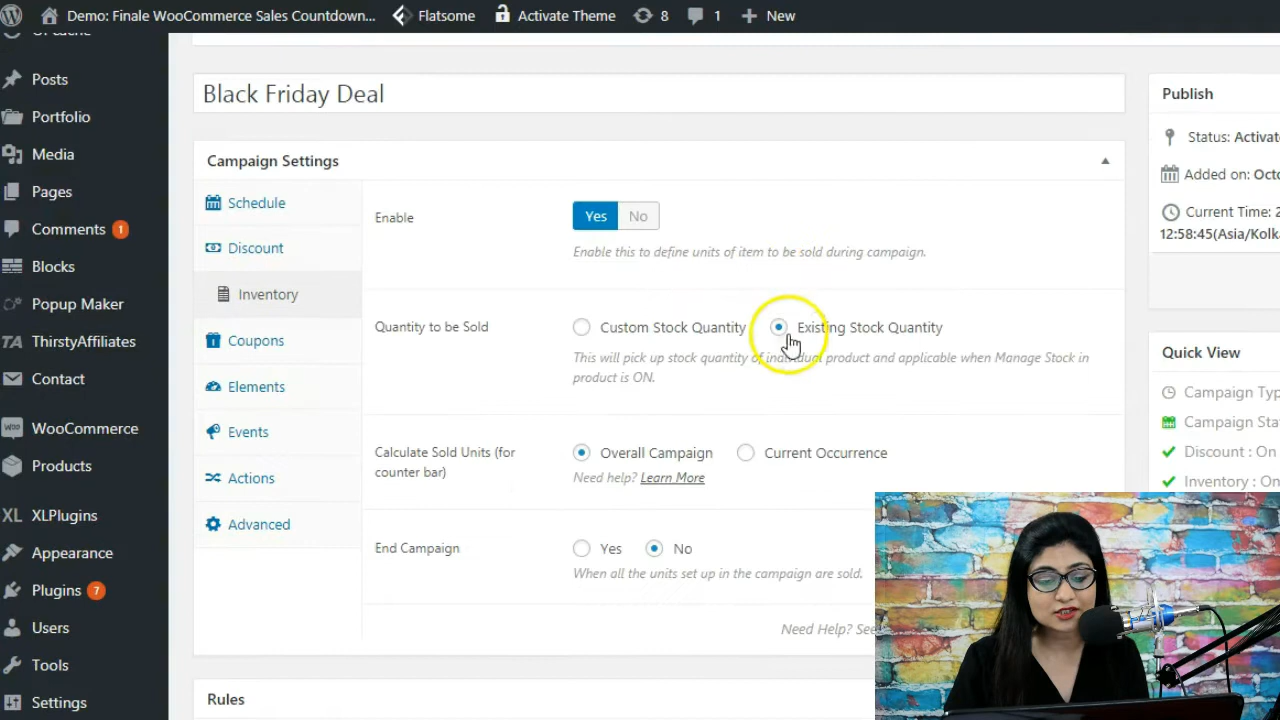 Demo: Finale WooCommerce Sales Countdown...
Flatsome
Activate Theme
8
1
New
Posts
Portfolio
Media
Pages
Comments 1
Blocks
Popup Maker
ThirstyAffiliates
Contact
WooCommerce
Products
XL XLPlugins
Appearance
Plugins 7
Users
Tools
Settings
Black Friday Deal
Campaign Settings
Schedule
Discount
Inventory
Coupons
Elements
Events
Actions
Advanced
Enable
Yes No
Enable this to define units of item to be sold during campaign.
Quantity to be Sold
Custom Stock Quantity
Existing Stock Quantity
This will pick up stock quantity of individual product and applicable when Manage Stock in
product is ON.
Calculate Sold Units (for
counter bar)
Overall Campaign
Current Occurrence
Need help? Learn More
End Campaign
Yes
No
When all the units set up in the campaign are sold.
Need Help? See
Rules
Publish
Status: Activat
Added on: Octo
Current Time: 2
12:58:45(Asia/Kolka
Quick View
Campaign Typ
Campaign Sta
Discount : On
Inventory : On